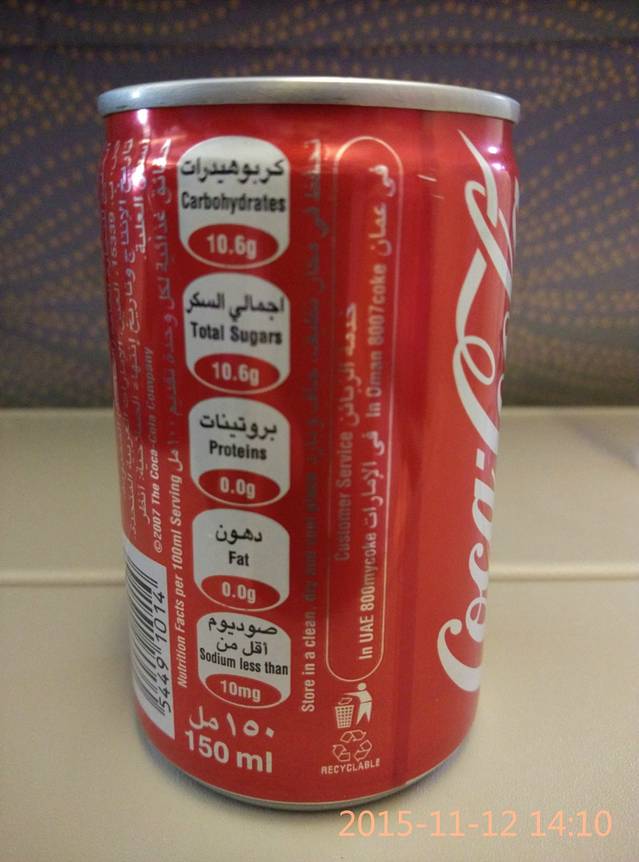 كربوهيدرات
Carbohydrates
10.6g
اجمالي السكر
Total Sugars
10.6g
بروتينات
Proteins
0.0g
دهون
Fat
0.0g
صوديوم
اقل من
Sodium less than
10mg
١٥٠ مل
150 ml
©2007 The Coca-Cola Company
Nutrition Facts per 100ml Serving
5449 1014
Store in a clean, dry and cool place
خدمة الزبائن Customer Service
In UAE 800mycoke في الإمارات In Oman 8007coke في عمان
RECYCLABLE
Coca-Cola
2015-11-12 14:10